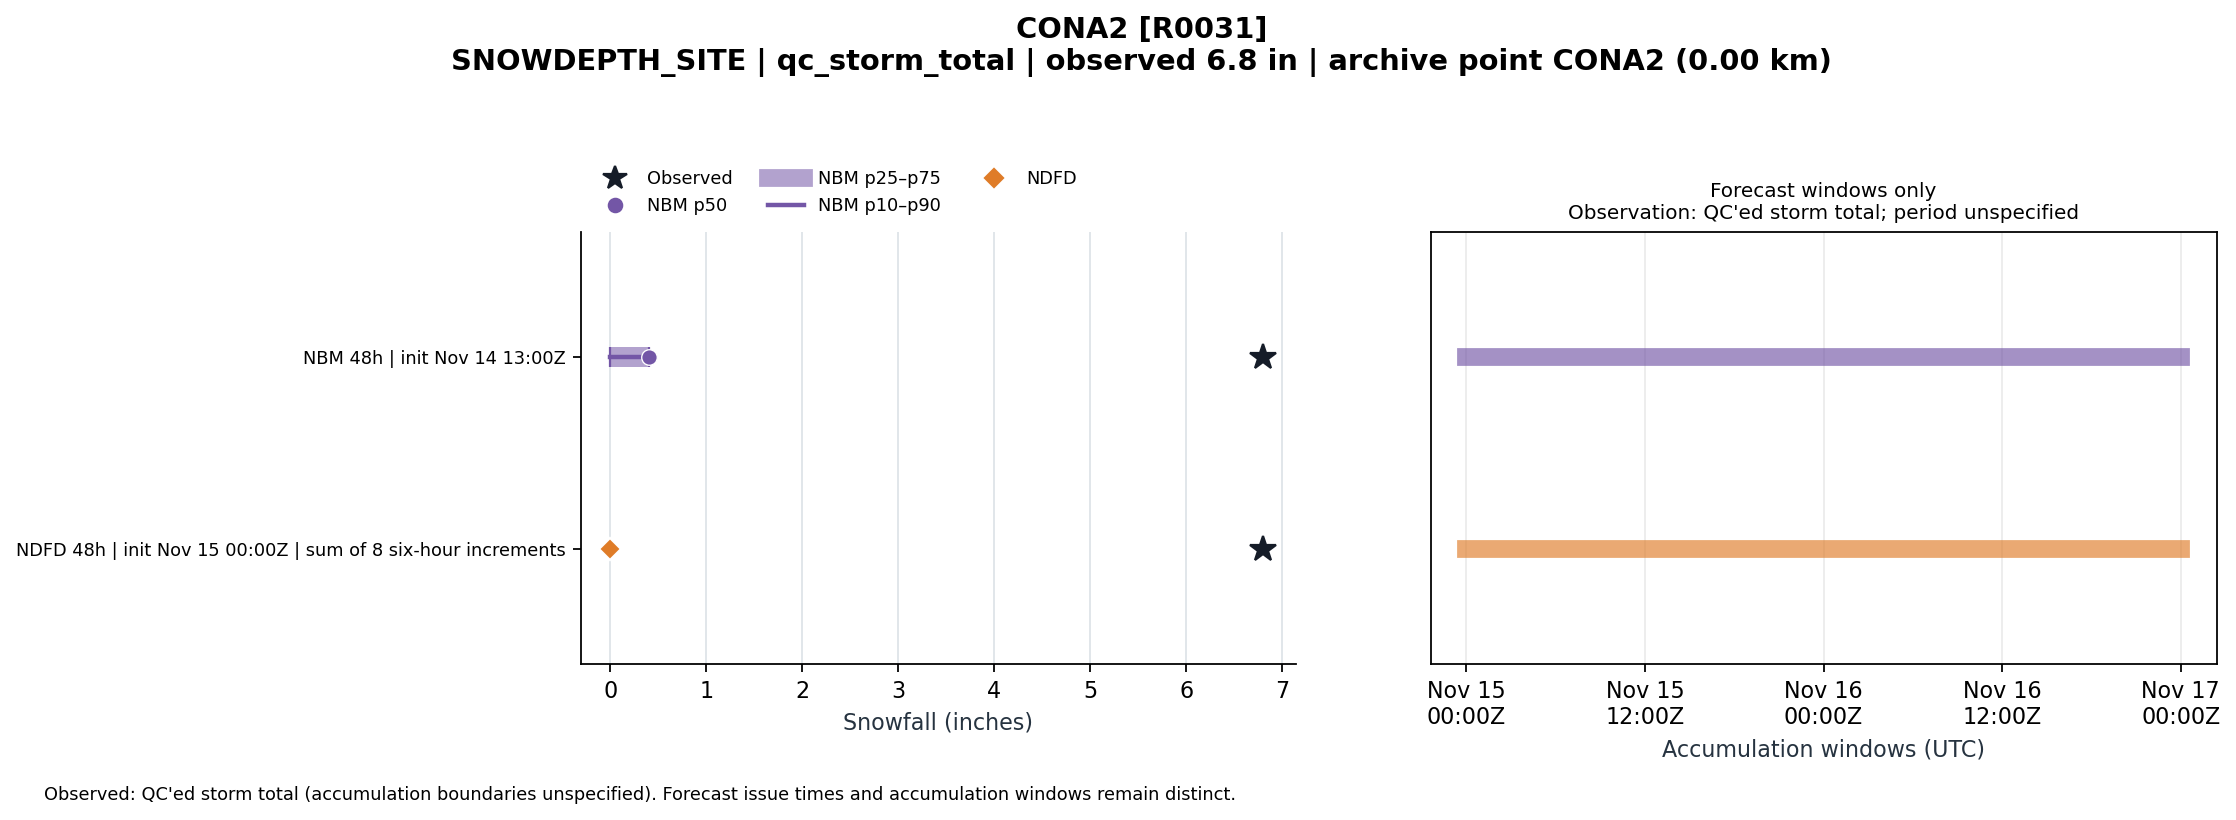 CONA2 [R0031]
SNOWDEPTH_SITE | qc_storm_total | observed 6.8 in | archive point CONA2 (0.00 km)
Observed
NBM p50
NBM p25–p75
NBM p10–p90
NDFD
NBM 48h | init Nov 14 13:00Z
NDFD 48h | init Nov 15 00:00Z | sum of 8 six-hour increments
0 1 2 3 4 5 6 7
Snowfall (inches)
Forecast windows only
Observation: QC'ed storm total; period unspecified
Nov 15 Nov 15 Nov 16 Nov 16 Nov 17
00:00Z 12:00Z 00:00Z 12:00Z 00:00Z
Accumulation windows (UTC)
Observed: QC'ed storm total (accumulation boundaries unspecified). Forecast issue times and accumulation windows remain distinct.